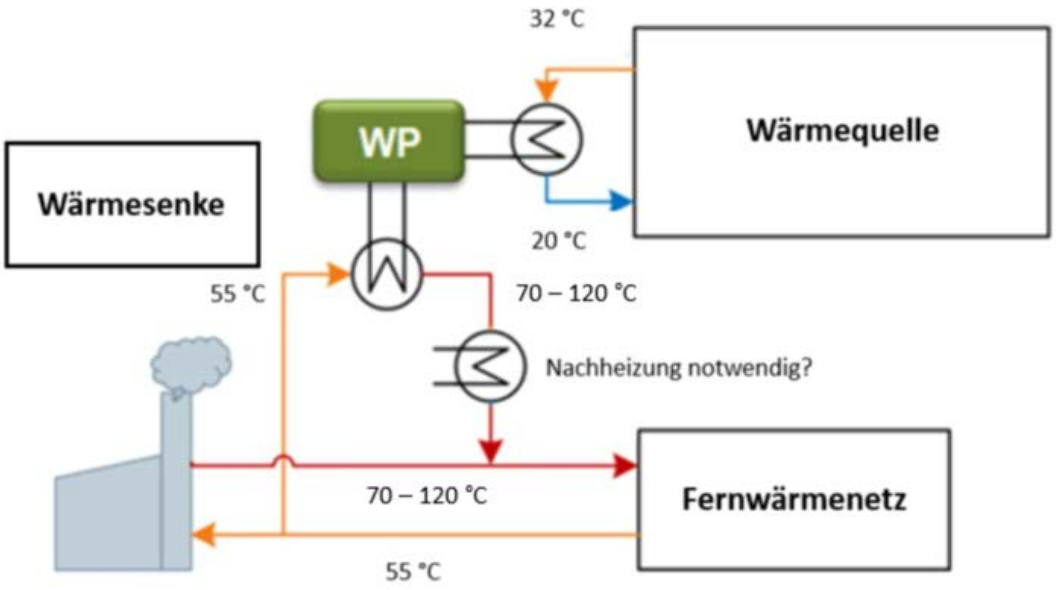 32 °C
WP
Wärmequelle
Wärmesenke
20 °C
55 °C
70 – 120 °C
Nachheizung notwendig?
70 – 120 °C
Fernwärmenetz
55 °C